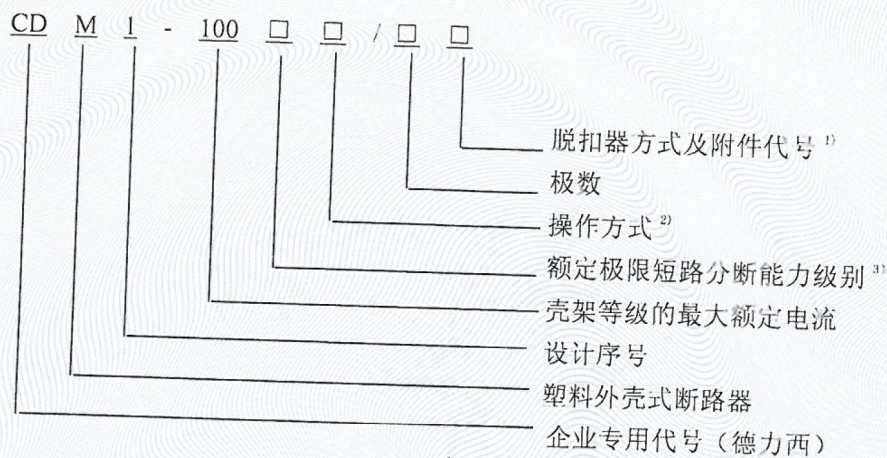 CD M 1 - 100 □ □ / □ □
脱扣器方式及附件代号 1)
极数
操作方式 2)
额定极限短路分断能力级别 3)
壳架等级的最大额定电流
设计序号
塑料外壳式断路器
企业专用代号（德力西）